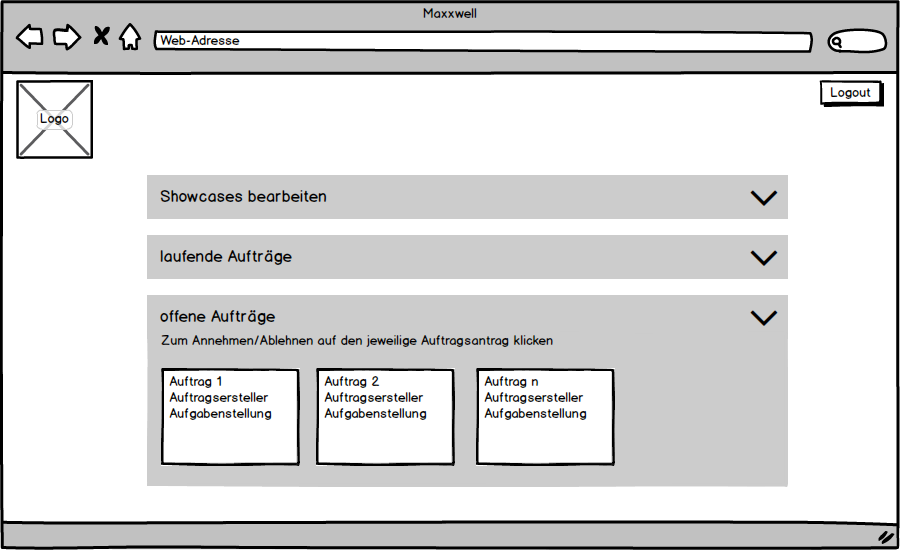 Maxxwell
Web-Adresse
Logo
Logout
Showcases bearbeiten
laufende Aufträge
offene Aufträge
Zum Annehmen/Ablehnen auf den jeweilige Auftragsantrag klicken
Auftrag 1
Auftragsersteller
Aufgabenstellung
Auftrag 2
Auftragsersteller
Aufgabenstellung
Auftrag n
Auftragsersteller
Aufgabenstellung